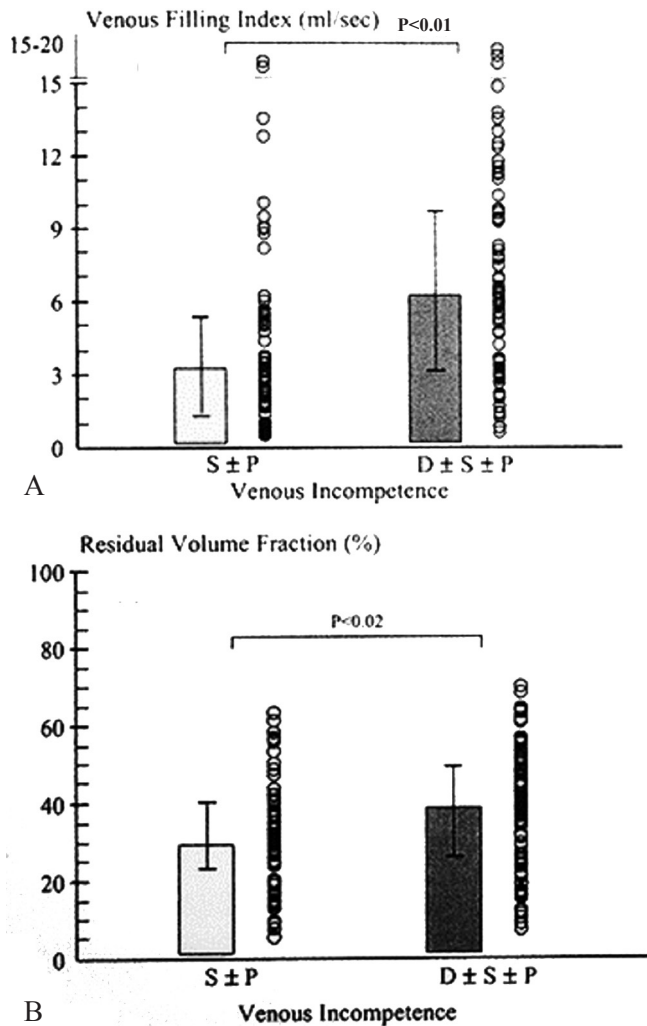 Venous Filling Index (ml/sec)
P<0.01
15-20
15
12
9
6
3
0
S ± P
D ± S ± P
A
Venous Incompetence
Residual Volume Fraction (%)
100
P<0.02
80
60
40
20
0
S ± P
D ± S ± P
B
Venous Incompetence